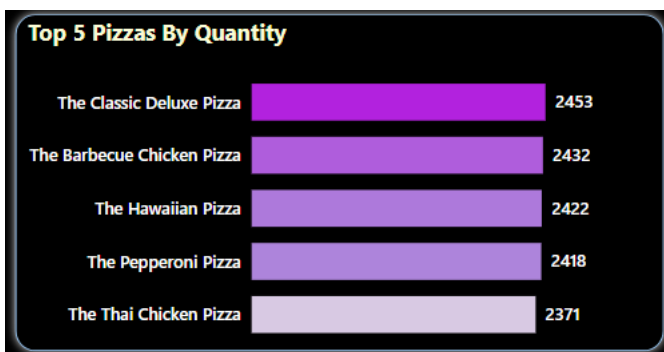 Top 5 Pizzas By Quantity
The Classic Deluxe Pizza 2453
The Barbecue Chicken Pizza 2432
The Hawaiian Pizza 2422
The Pepperoni Pizza 2418
The Thai Chicken Pizza 2371